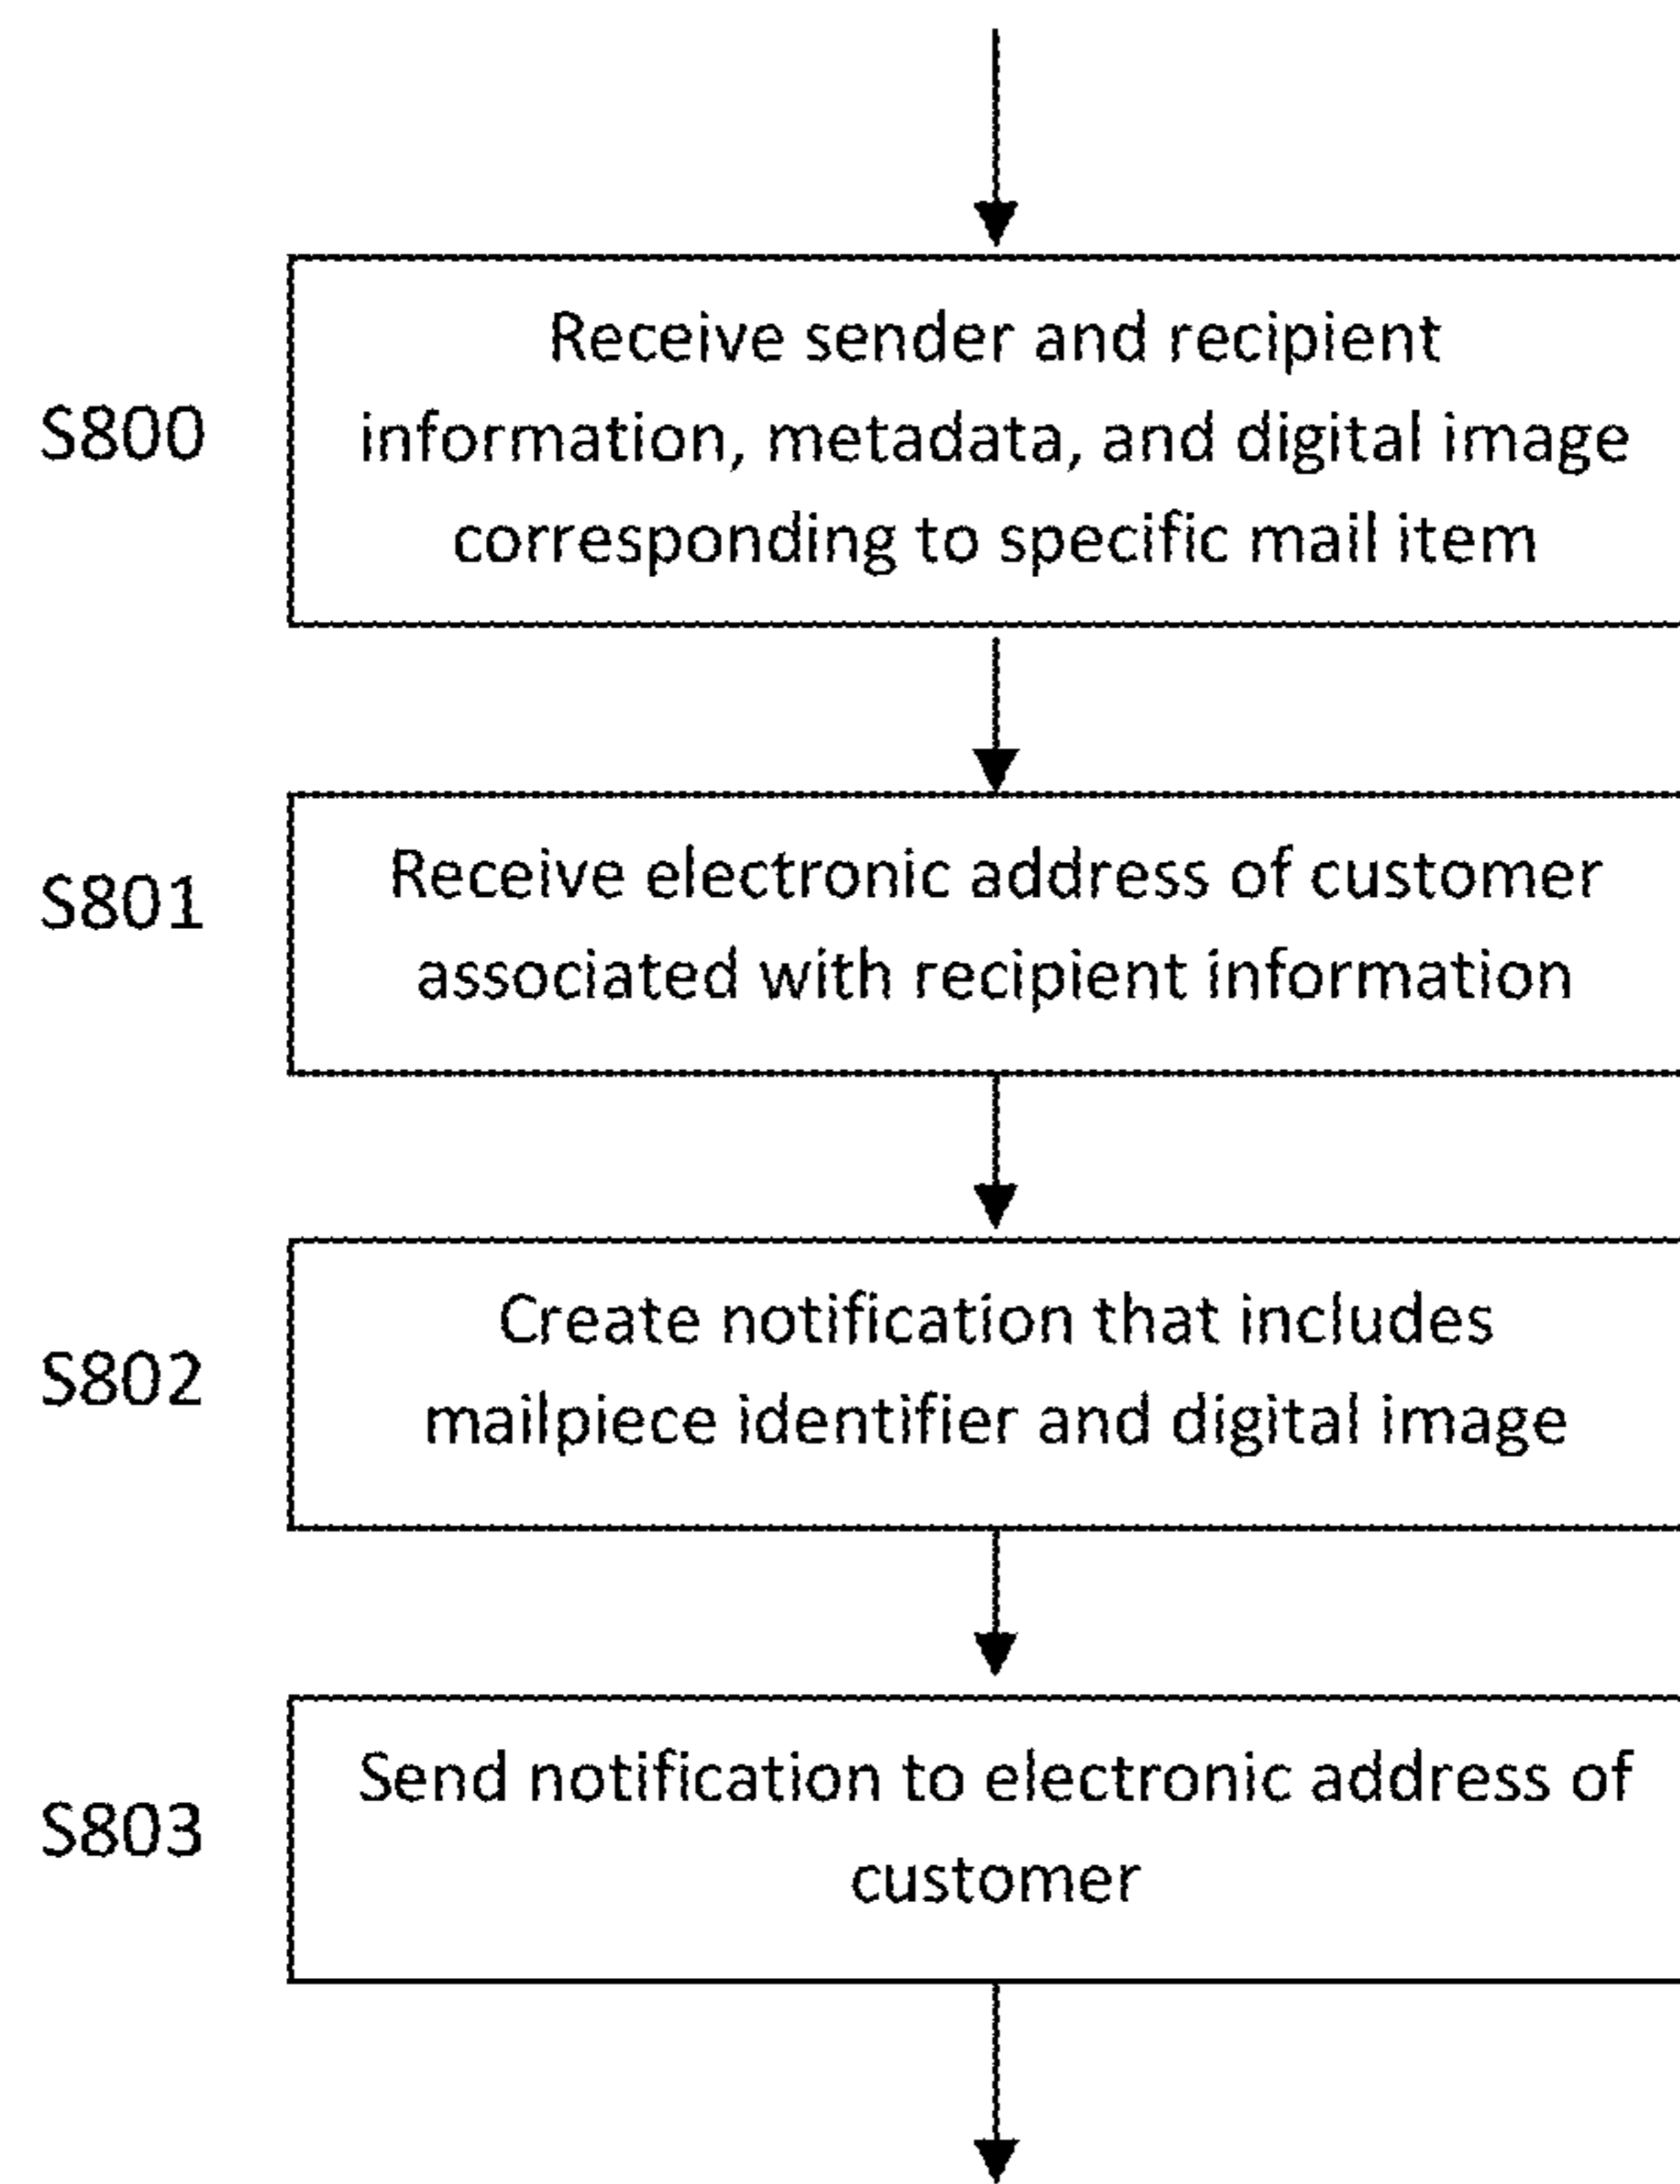 Receive sender and recipient
S800
information, metadata, and digital image
corresponding to specific mail item
Receive electronic address of customer
S801
associated with recipient information
Create notification that includes
S802
mailpiece identifier and digital image
Send notification to electronic address of
S803
customer